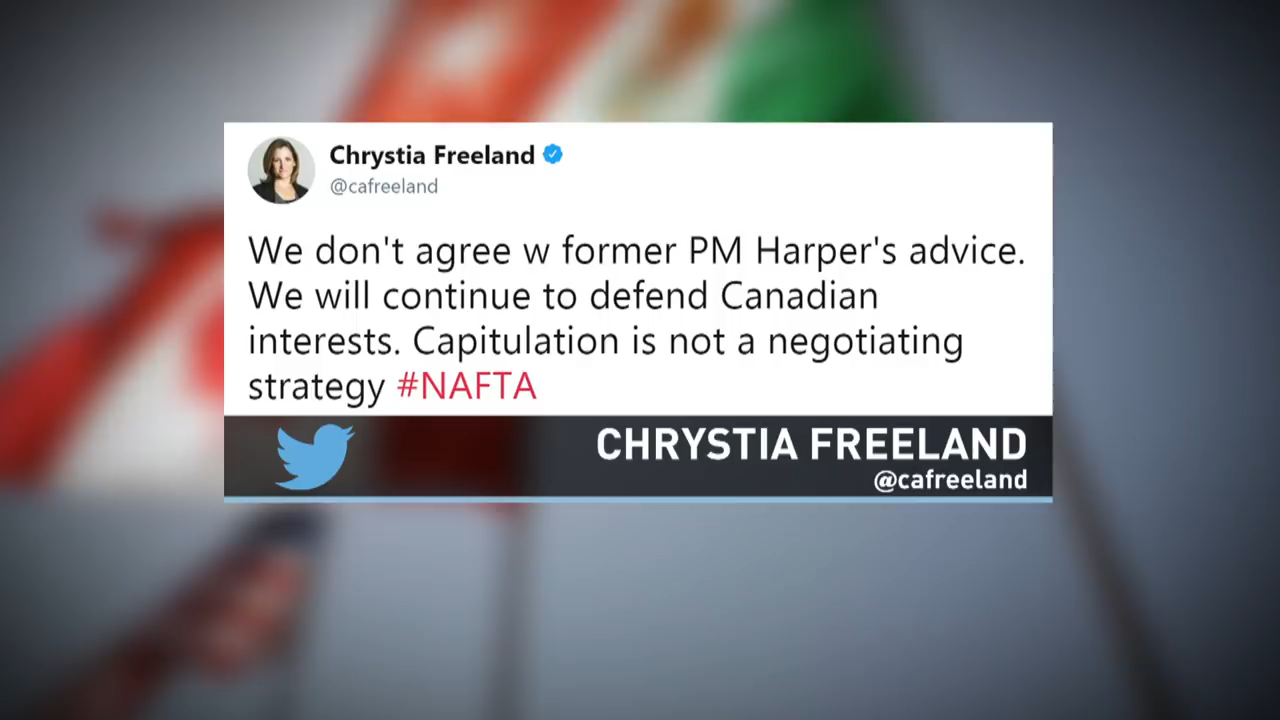 Chrystia Freeland
@cafreeland
We don't agree w former PM Harper's advice.
We will continue to defend Canadian
interests. Capitulation is not a negotiating
strategy #NAFTA
CHRYSTIA FREELAND
@cafreeland